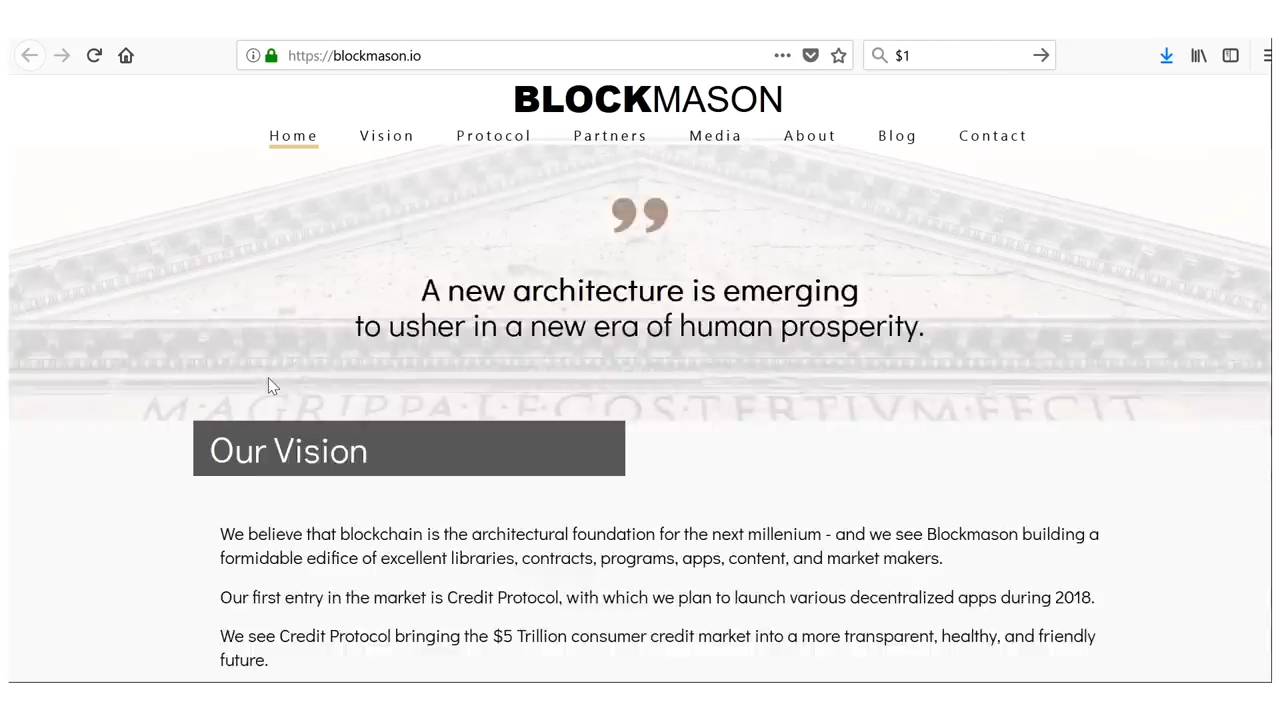 https://blockmason.io
$1
BLOCKMASON
Home Vision Protocol Partners Media About Blog Contact
”
A new architecture is emerging
to usher in a new era of human prosperity.
M·AGRIPPA·L·F·COS·TERTIVM·FECIT
Our Vision
We believe that blockchain is the architectural foundation for the next millenium - and we see Blockmason building a
formidable edifice of excellent libraries, contracts, programs, apps, content, and market makers.
Our first entry in the market is Credit Protocol, with which we plan to launch various decentralized apps during 2018.
We see Credit Protocol bringing the $5 Trillion consumer credit market into a more transparent, healthy, and friendly
future.